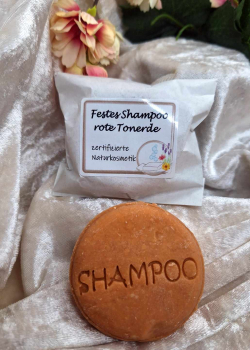 Festes Shampoo
rote Tonerde
zertifizierte
Naturkosmetik
SHAMPOO